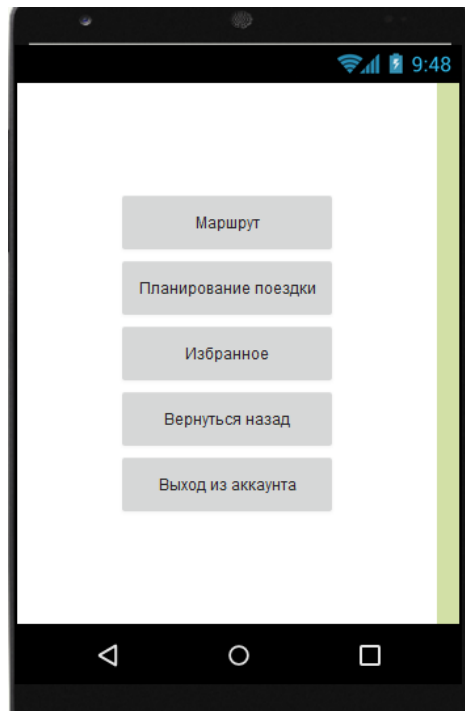 9:48
Маршрут
Планирование поездки
Избранное
Вернуться назад
Выход из аккаунта